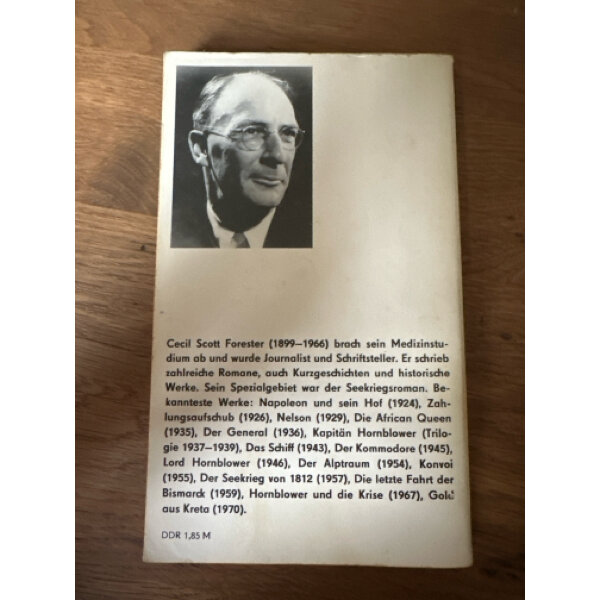 Cecil Scott Forester (1899—1966) brach sein Medizinstu-
dium ab und wurde Journalist und Schriftsteller. Er schrieb
zahlreiche Romane, auch Kurzgeschichten und historische
Werke. Sein Spezialgebiet war der Seekriegsroman. Be-
kannteste Werke: Napoleon und sein Hof (1924), Zah-
lungsaufschub (1926), Nelson (1929), Die African Queen
(1935), Der General (1936), Kapitän Hornblower (Trilo-
gie 1937—1939), Das Schiff (1943), Der Kommodore (1945),
Lord Hornblower (1946), Der Alptraum (1954), Konvoi
(1955), Der Seekrieg von 1812 (1957), Die letzte Fahrt der
Bismarck (1959), Hornblower und die Krise (1967), Gold
aus Kreta (1970).
DDR 1,85 M